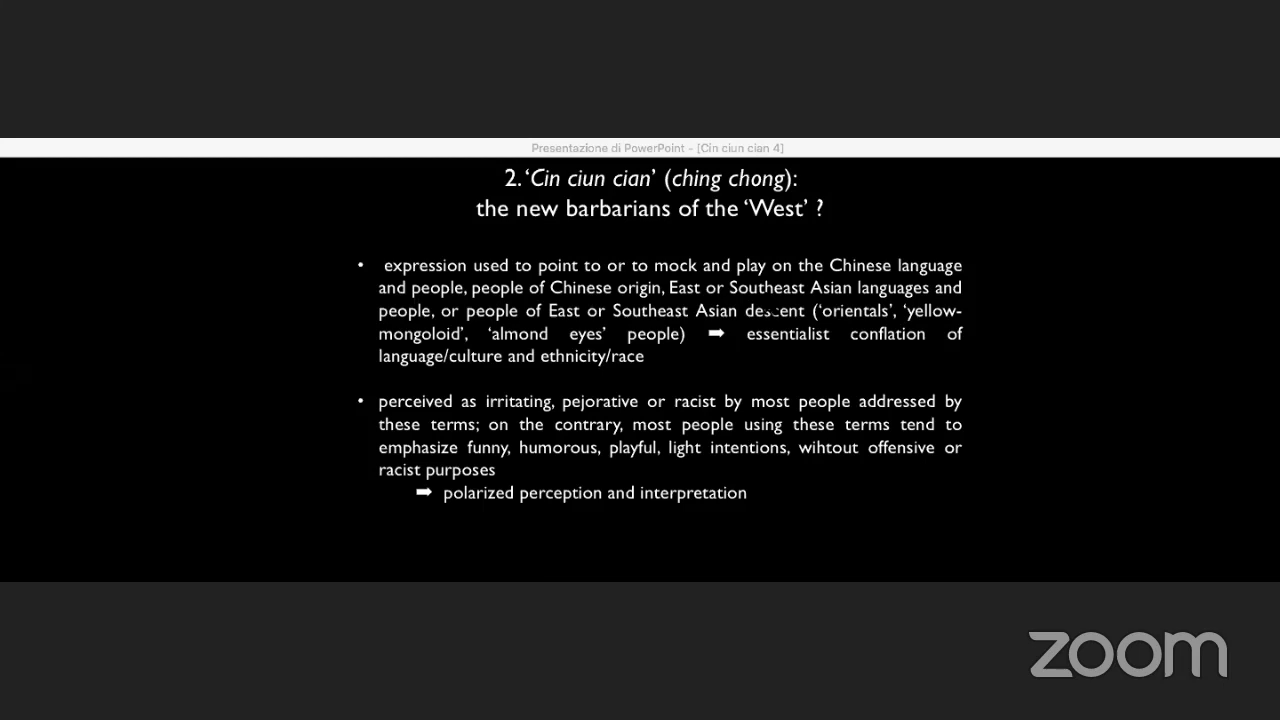 Presentazione di PowerPoint - [Cin ciun cian 4]
2. ‘Cin ciun cian’ (ching chong):
the new barbarians of the ‘West’ ?
• expression used to point to or to mock and play on the Chinese language
and people, people of Chinese origin, East or Southeast Asian languages and
people, or people of East or Southeast Asian descent (‘orientals’, ‘yellow-
mongoloid’, ‘almond eyes’ people) ➡ essentialist conflation of
language/culture and ethnicity/race
• perceived as irritating, pejorative or racist by most people addressed by
these terms; on the contrary, most people using these terms tend to
emphasize funny, humorous, playful, light intentions, wihtout offensive or
racist purposes
➡ polarized perception and interpretation
zoom